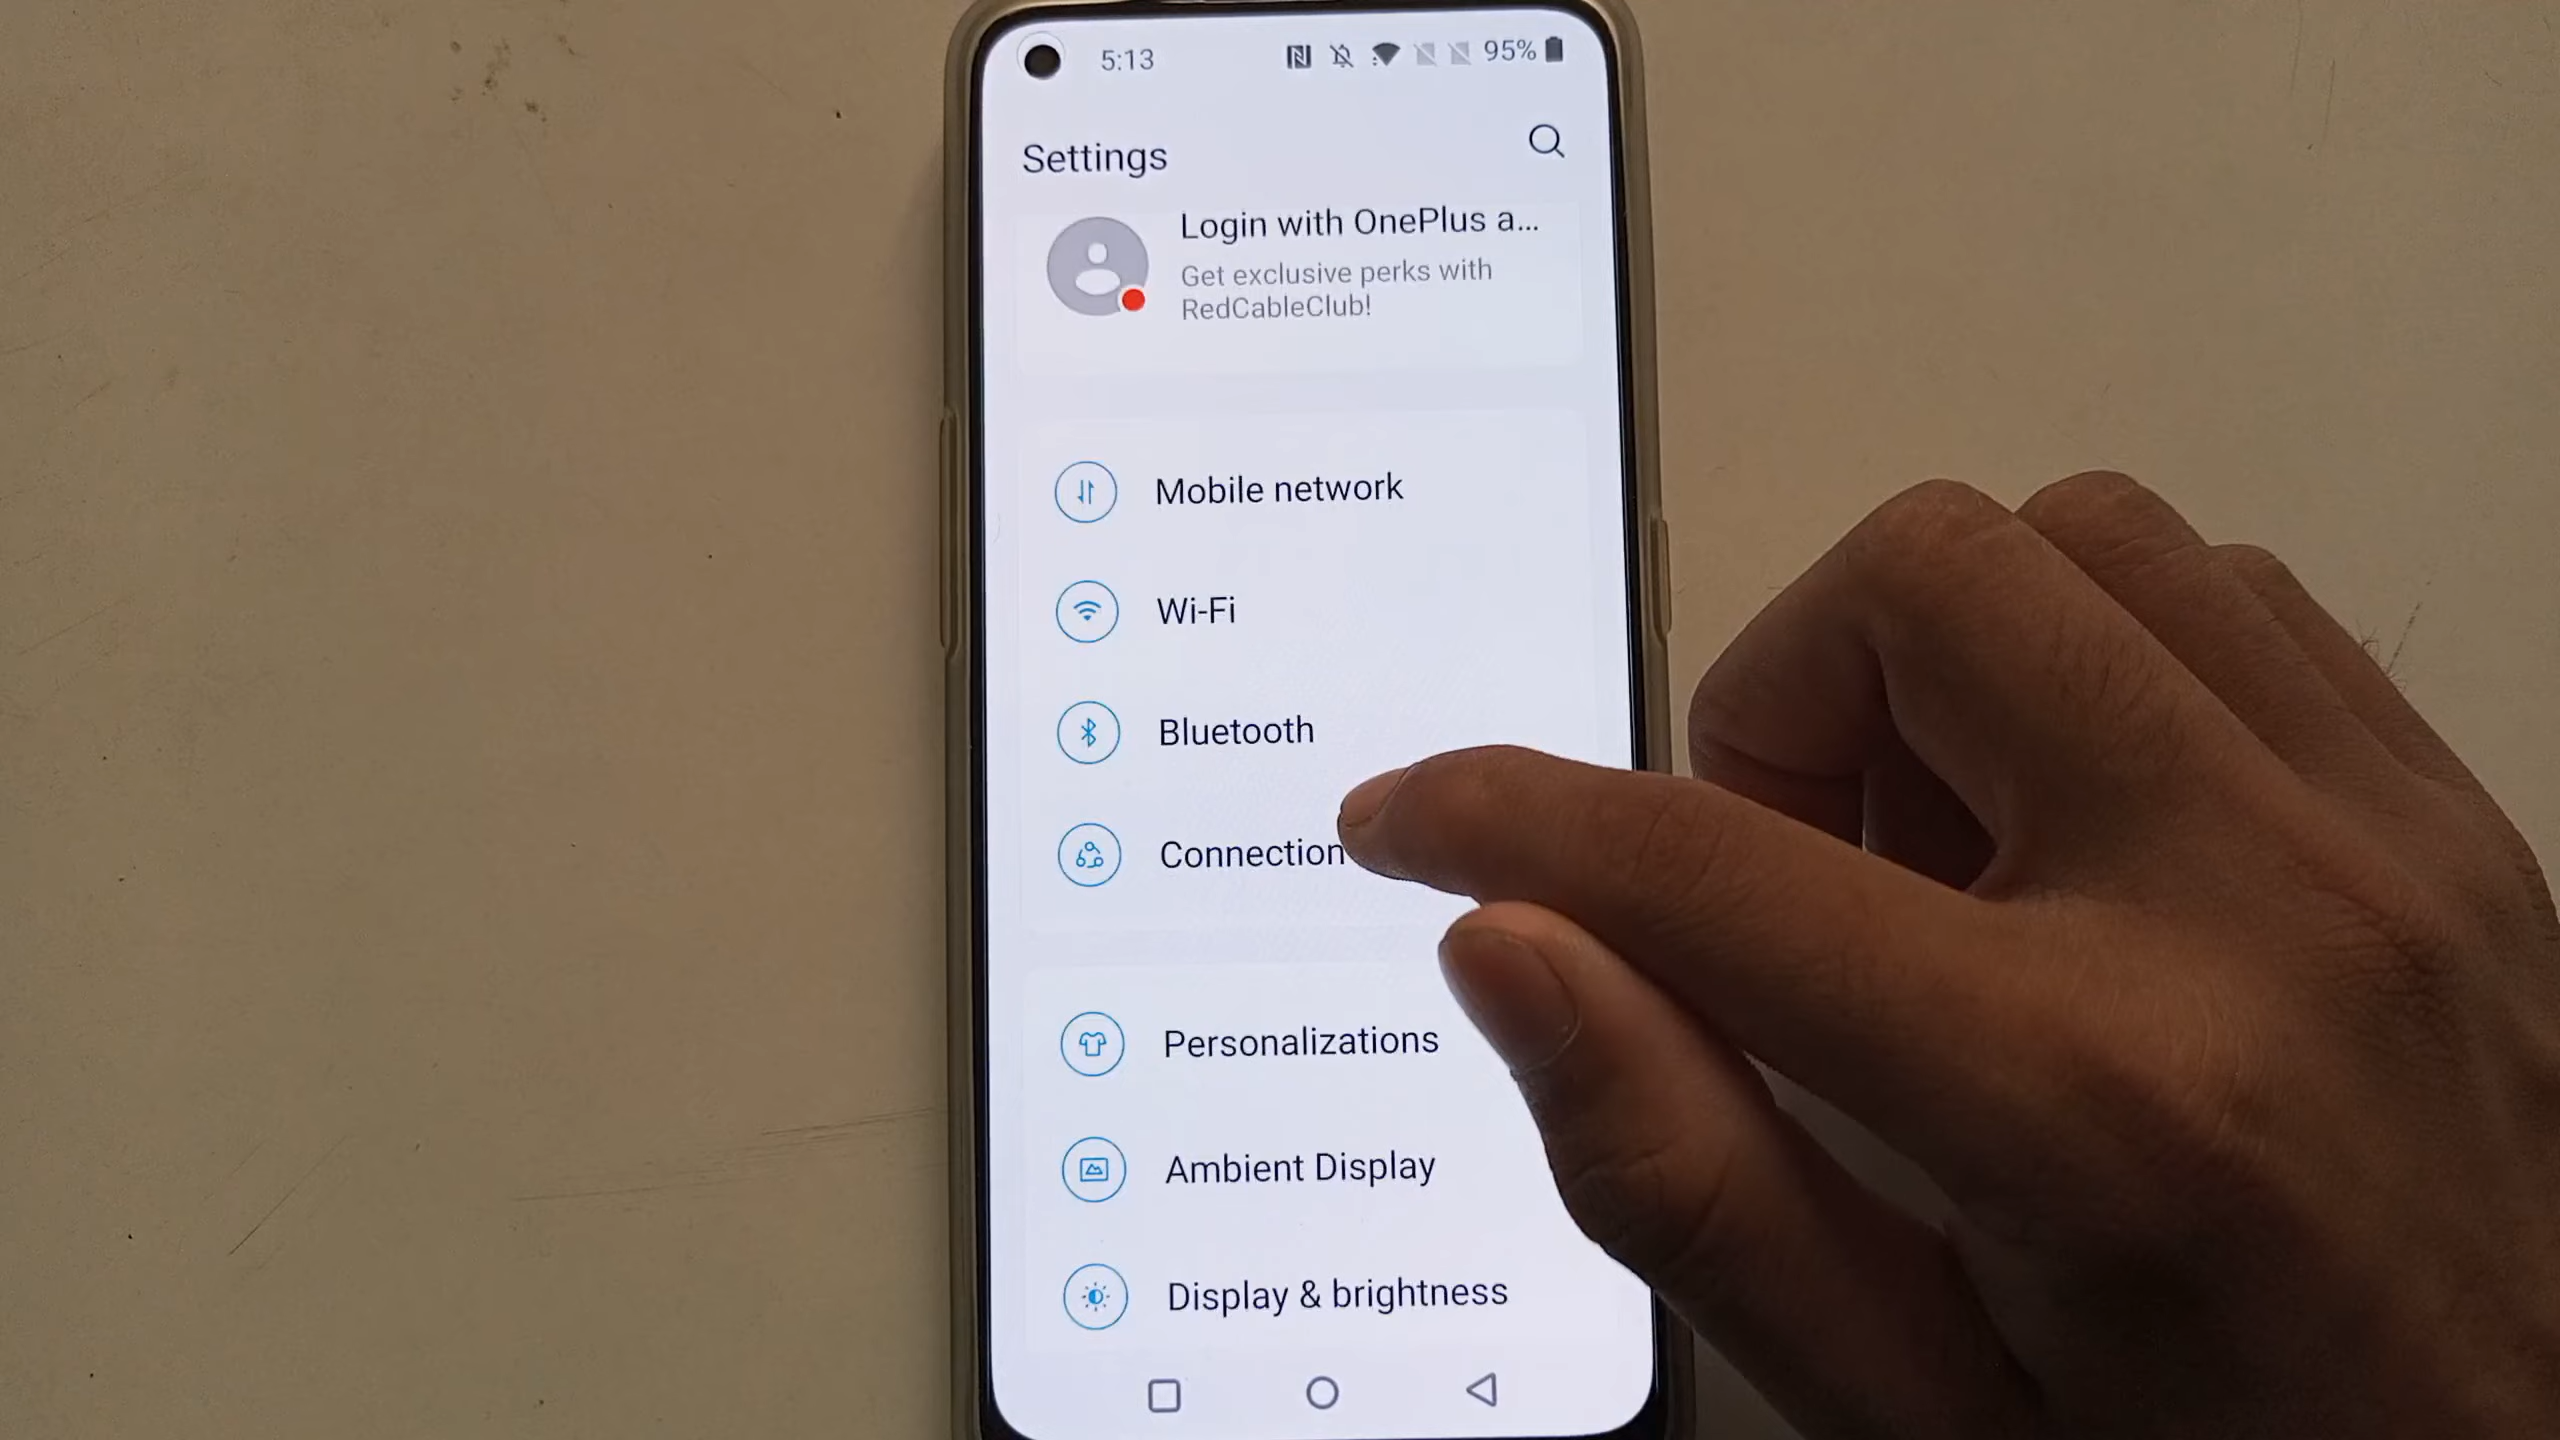 5:13
95%
Settings
Login with OnePlus a...
Get exclusive perks with
RedCableClub!
Mobile network
Wi-Fi
Bluetooth
Connection
Personalizations
Ambient Display
Display & brightness